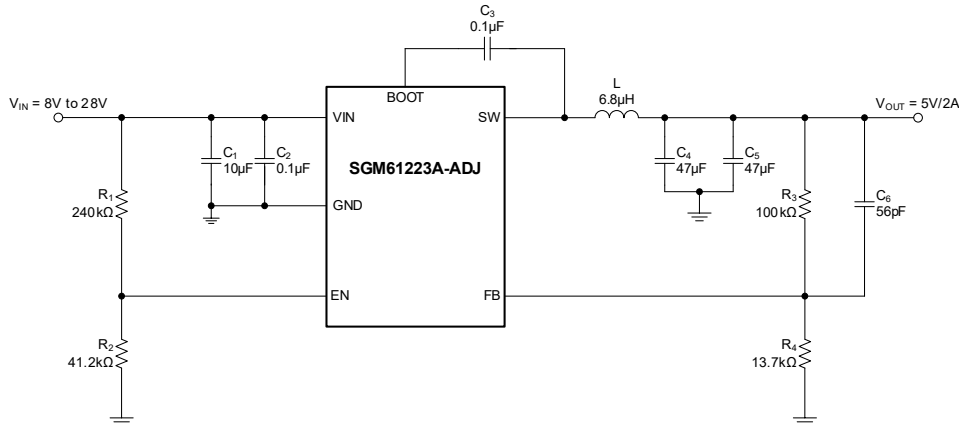 C3
0.1µF
BOOT
L
6.8µH
VIN = 8V to 28V
VOUT = 5V/2A
VIN
SW
C1
10µF
C2
0.1µF
SGM61223A-ADJ
C4
47µF
C5
47µF
R1
240kΩ
GND
R3
100kΩ
C6
56pF
EN
FB
R2
41.2kΩ
R4
13.7kΩ